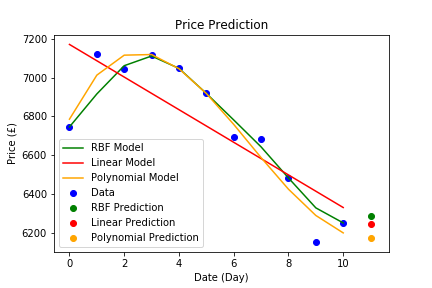 Price Prediction
7200
7000
6800
6600
6400
6200
Price (£)
RBF Model
Linear Model
Polynomial Model
Data
RBF Prediction
Linear Prediction
Polynomial Prediction
0 2 4 6 8 10
Date (Day)